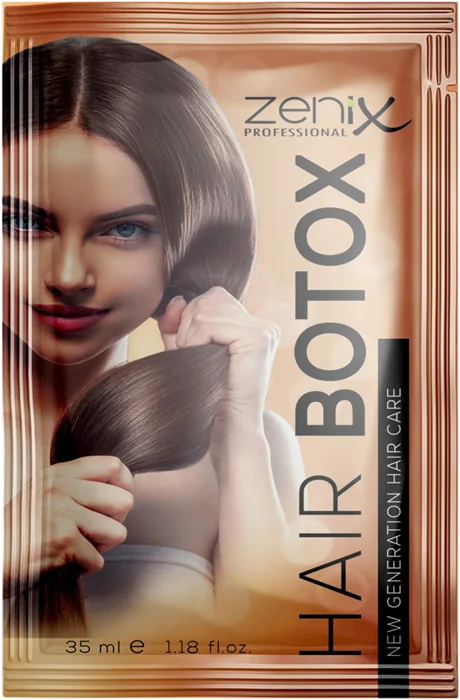 zenix
PROFESSIONAL
HAIR BOTOX
NEW GENERATION HAIR CARE
35 ml e 1.18 fl.oz.